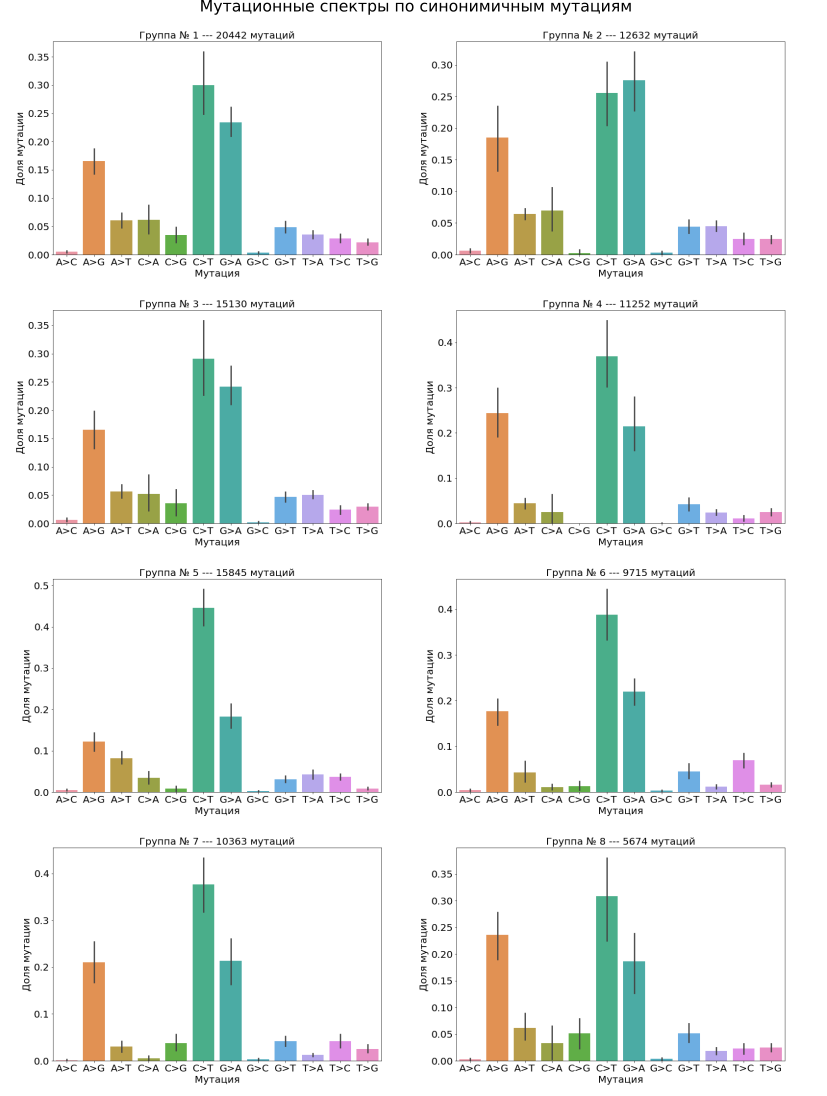 Мутационные спектры по синонимичным мутациям
Группа № 1 --- 20442 мутаций
Доля мутации
0.35
0.30
0.25
0.20
0.15
0.10
0.05
0.00
A>C A>G A>T C>A C>G C>T G>A G>C G>T T>A T>C T>G
Мутация
Группа № 2 --- 12632 мутаций
Доля мутации
0.30
0.25
0.20
0.15
0.10
0.05
0.00
A>C A>G A>T C>A C>G C>T G>A G>C G>T T>A T>C T>G
Мутация
Группа № 3 --- 15130 мутаций
Доля мутации
0.35
0.30
0.25
0.20
0.15
0.10
0.05
0.00
A>C A>G A>T C>A C>G C>T G>A G>C G>T T>A T>C T>G
Мутация
Группа № 4 --- 11252 мутаций
Доля мутации
0.4
0.3
0.2
0.1
0.0
A>C A>G A>T C>A C>G C>T G>A G>C G>T T>A T>C T>G
Мутация
Группа № 5 --- 15845 мутаций
Доля мутации
0.5
0.4
0.3
0.2
0.1
0.0
A>C A>G A>T C>A C>G C>T G>A G>C G>T T>A T>C T>G
Мутация
Группа № 6 --- 9715 мутаций
Доля мутации
0.4
0.3
0.2
0.1
0.0
A>C A>G A>T C>A C>G C>T G>A G>C G>T T>A T>C T>G
Мутация
Группа № 7 --- 10363 мутаций
Доля мутации
0.4
0.3
0.2
0.1
0.0
A>C A>G A>T C>A C>G C>T G>A G>C G>T T>A T>C T>G
Мутация
Группа № 8 --- 5674 мутаций
Доля мутации
0.35
0.30
0.25
0.20
0.15
0.10
0.05
0.00
A>C A>G A>T C>A C>G C>T G>A G>C G>T T>A T>C T>G
Мутация